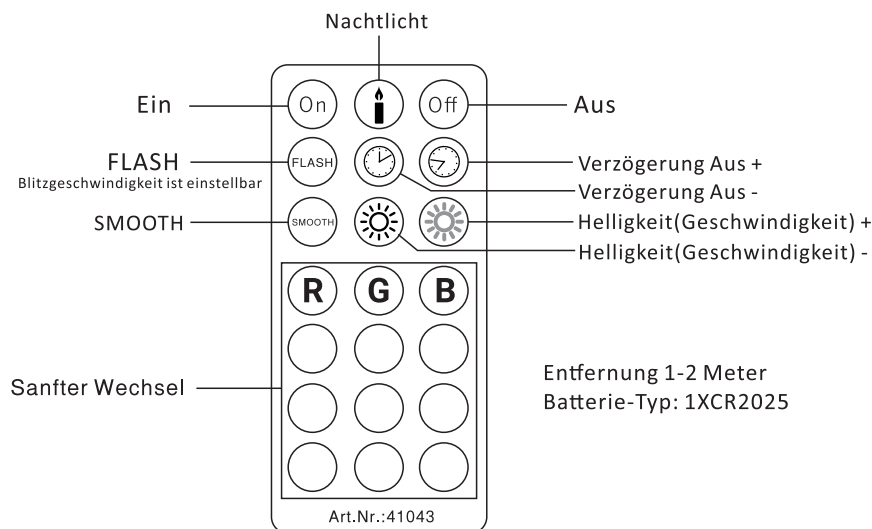 Nachtlicht
Ein
On
Off
Aus
FLASH
Blitzgeschwindigkeit ist einstellbar
FLASH
Verzögerung Aus +
Verzögerung Aus -
SMOOTH
SMOOTH
Helligkeit(Geschwindigkeit) +
Helligkeit(Geschwindigkeit) -
R G B
Sanfter Wechsel
Entfernung 1-2 Meter
Batterie-Typ: 1XCR2025
Art.Nr.:41043